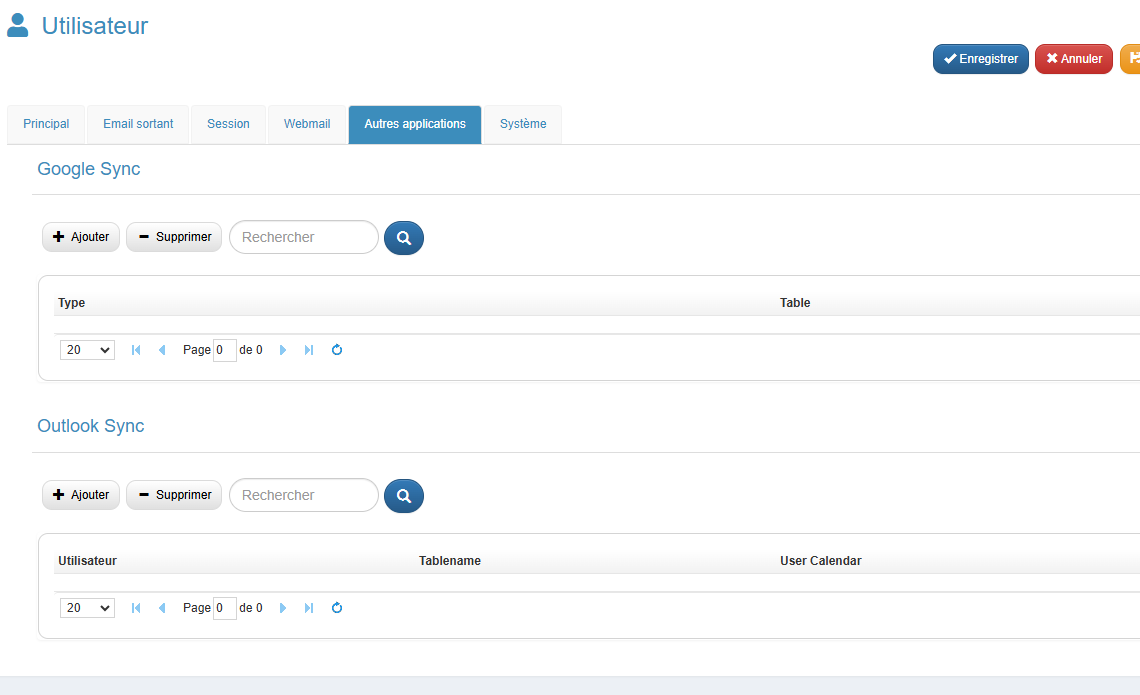 Utilisateur
Enregistrer Annuler
Principal Email sortant Session Webmail Autres applications Système
Google Sync
Ajouter Supprimer Rechercher
Type Table
20 Page 0 de 0
Outlook Sync
Ajouter Supprimer Rechercher
Utilisateur Tablename User Calendar
20 Page 0 de 0